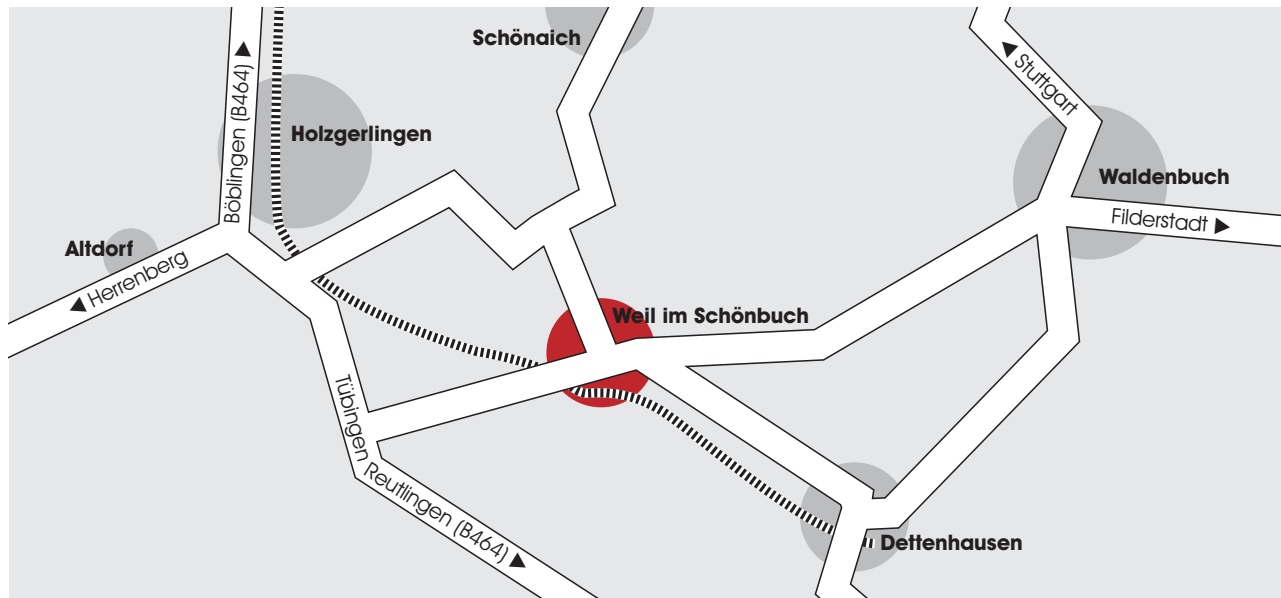 Schönaich
◄ Stuttgart
Böblingen (B464) ►
Holzgerlingen
Waldenbuch
Filderstadt ►
Altdorf
◄ Herrenberg
Weil im Schönbuch
Tübingen
Reutlingen (B464) ►
Dettenhausen